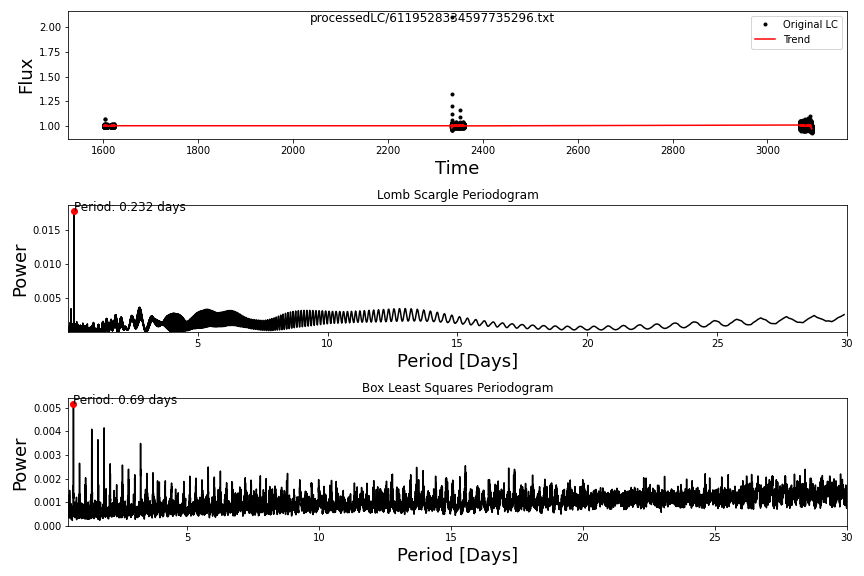 processedLC/6119528334597735296.txt
Original LC
Trend
Flux
2.00
1.75
1.50
1.25
1.00
1600
1800
2000
2200
2400
2600
2800
3000
Time
Lomb Scargle Periodogram
Period: 0.232 days
Power
0.015
0.010
0.005
5
10
15
20
25
30
Period [Days]
Box Least Squares Periodogram
Period: 0.69 days
Power
0.005
0.004
0.003
0.002
0.001
0.000
5
10
15
20
25
30
Period [Days]